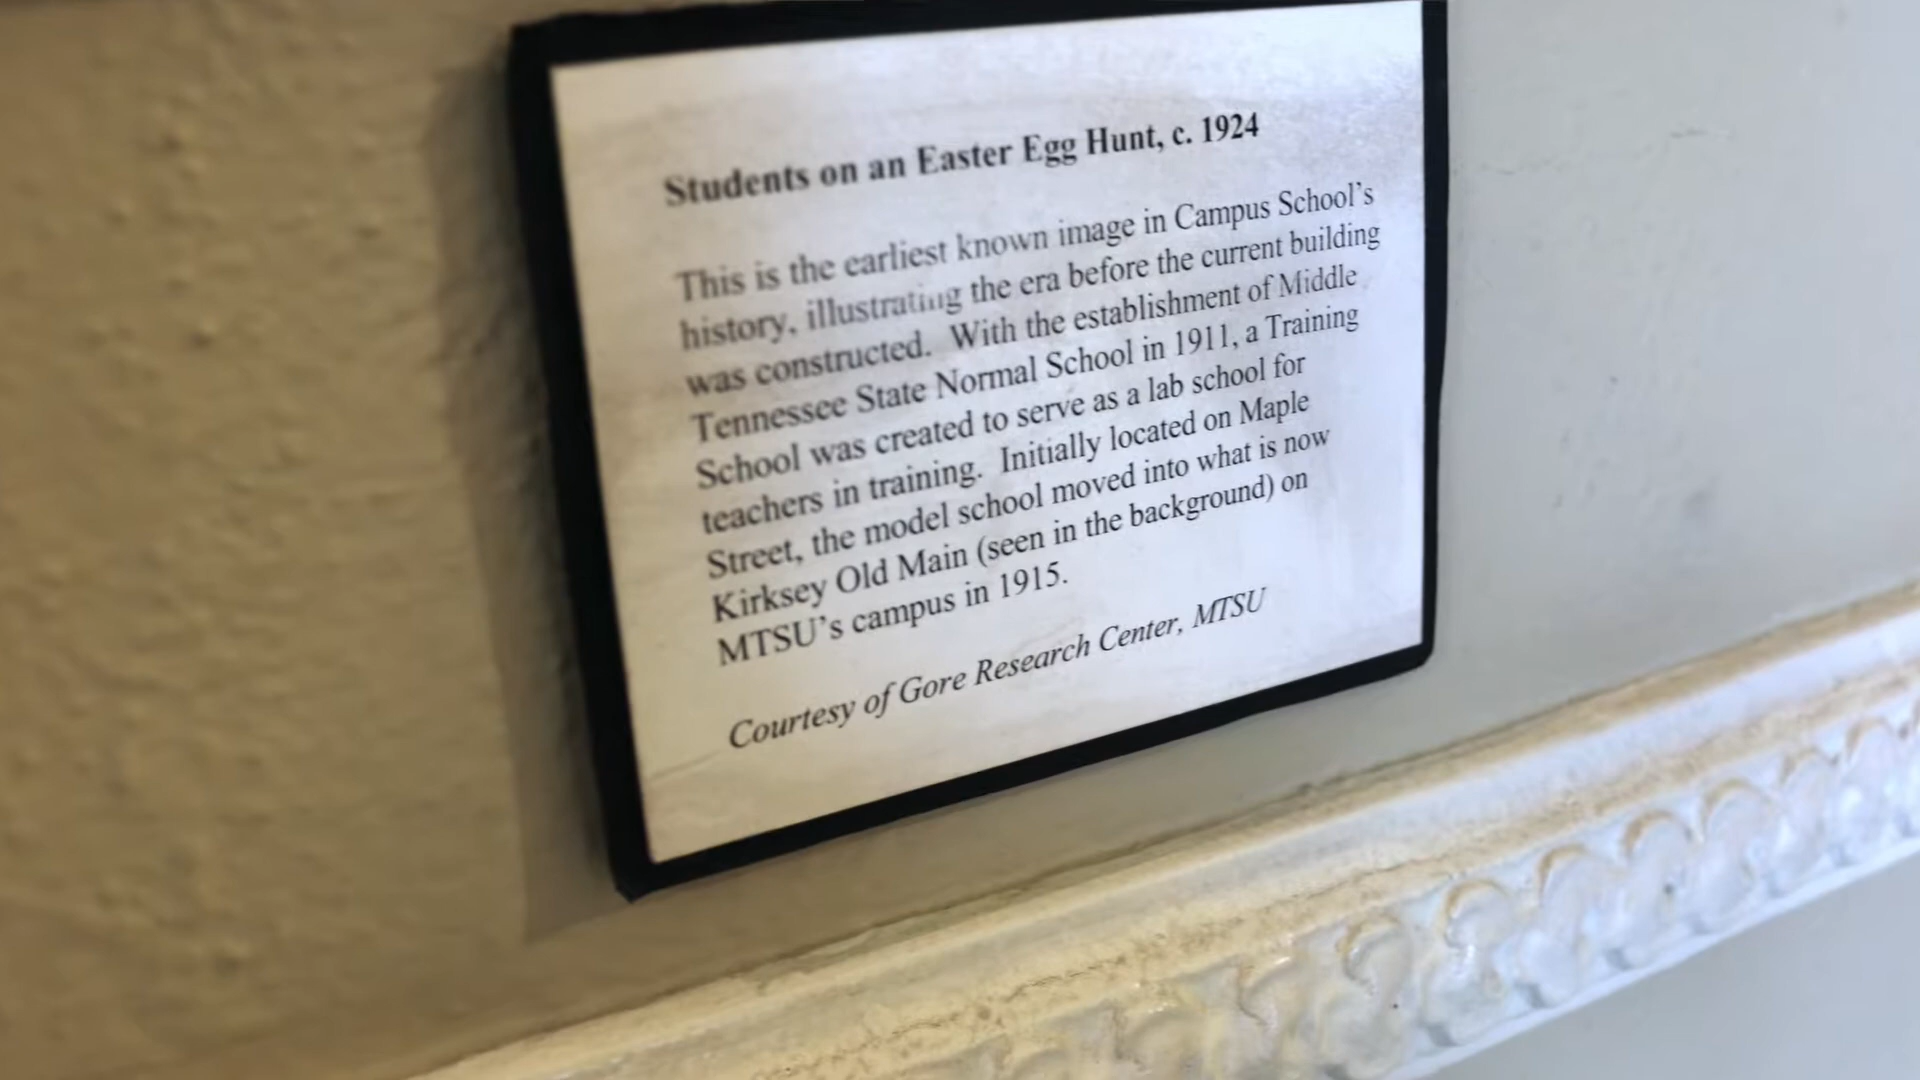 Students on an Easter Egg Hunt, c. 1924
This is the earliest known image in Campus School's
history, illustrating the era before the current building
was constructed. With the establishment of Middle
Tennessee State Normal School in 1911, a Training
School was created to serve as a lab school for
teachers in training. Initially located on Maple
Street, the model school moved into what is now
Kirksey Old Main (seen in the background) on
MTSU's campus in 1915.
Courtesy of Gore Research Center, MTSU